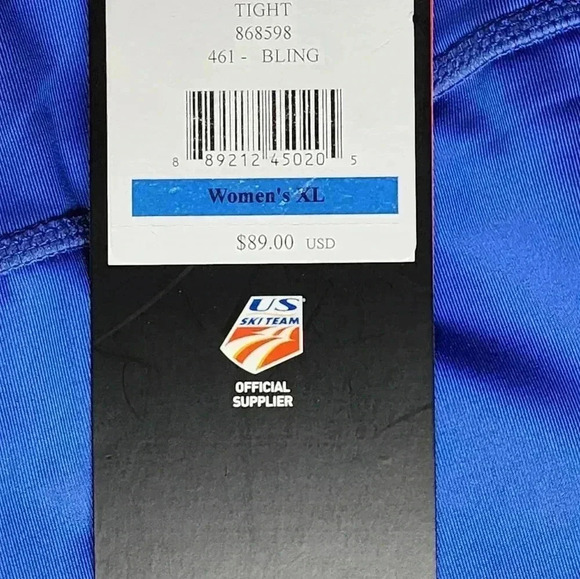 TIGHT
868598
461 - BLING
8 89212 45020 5
Women's XL
$89.00 USD
US
SKI TEAM
OFFICIAL
SUPPLIER